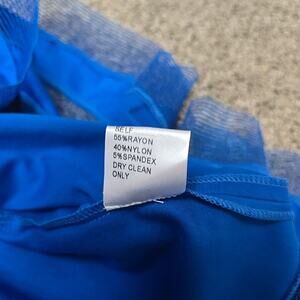 SELF
55%RAYON
40%NYLON
5%SPANDEX
DRY CLEAN
ONLY